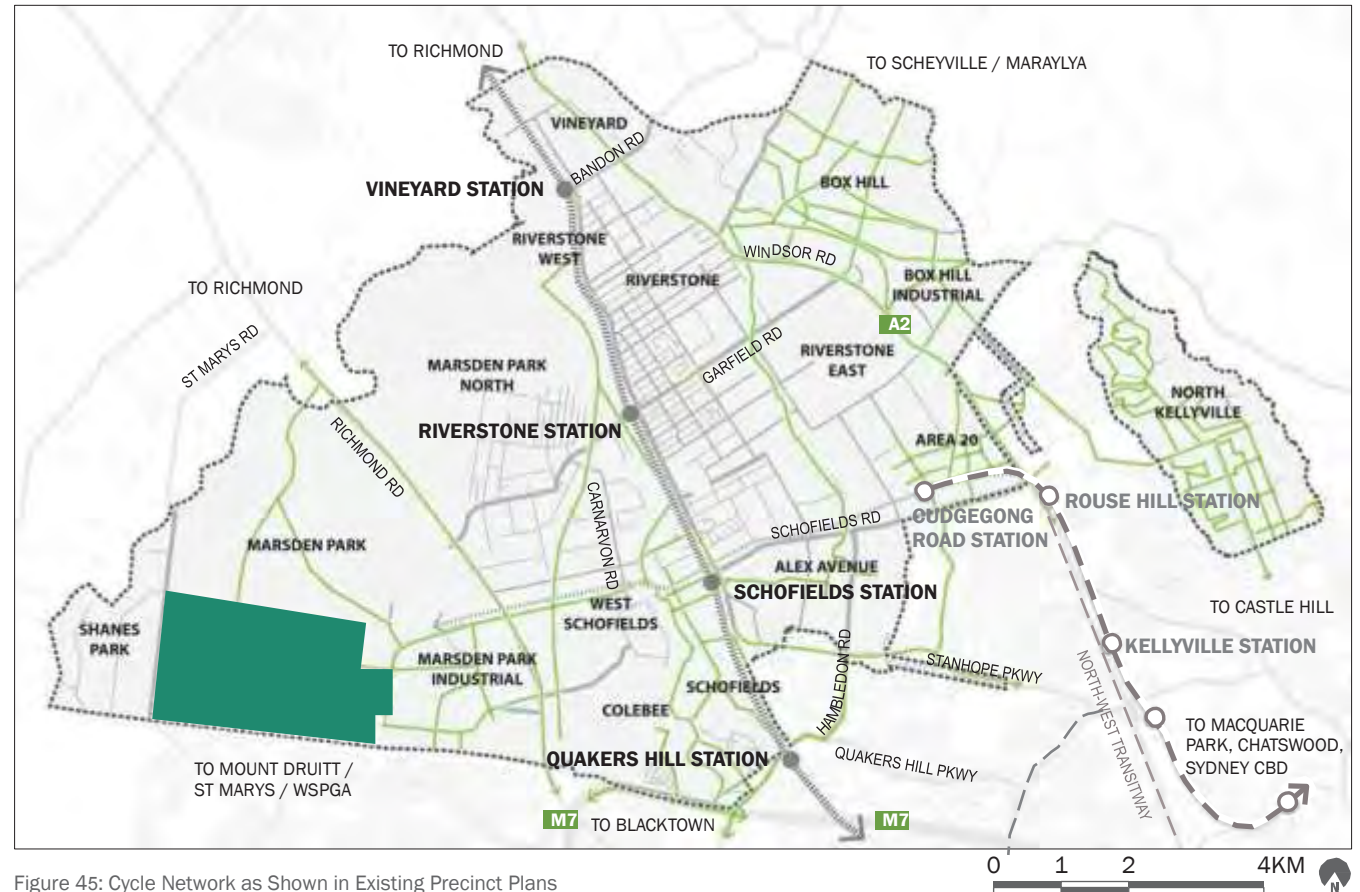 TO RICHMOND
TO SCHEYVILLE / MARAYLYA
VINEYARD
BANDON RD
VINEYARD STATION
BOX HILL
RIVERSTONE
WEST
WINDSOR RD
RIVERSTONE
BOX HILL
INDUSTRIAL
TO RICHMOND
A2
ST MARYS RD
GARFIELD RD
RIVERSTONE
EAST
MARSDEN PARK
NORTH
NORTH
KELLYVILLE
RICHMOND RD
RIVERSTONE STATION
AREA 20
CARNARVON RD
ROUSE HILL STATION
CUDGEGONG
ROAD STATION
SCHOFIELDS RD
MARSDEN PARK
ALEX AVENUE
SCHOFIELDS STATION
WEST
SCHOFIELDS
TO CASTLE HILL
SHANES
PARK
KELLYVILLE STATION
MARSDEN PARK
INDUSTRIAL
HAMBLEDON RD
STANHOPE PKWY
NORTH-WEST TRANSITWAY
SCHOFIELDS
COLEBEE
TO MACQUARIE
PARK, CHATSWOOD,
SYDNEY CBD
QUAKERS HILL STATION
QUAKERS HILL PKWY
TO MOUNT DRUITT /
ST MARYS / WSPGA
M7
TO BLACKTOWN
M7
0 1 2 4KM
N
Figure 45: Cycle Network as Shown in Existing Precinct Plans